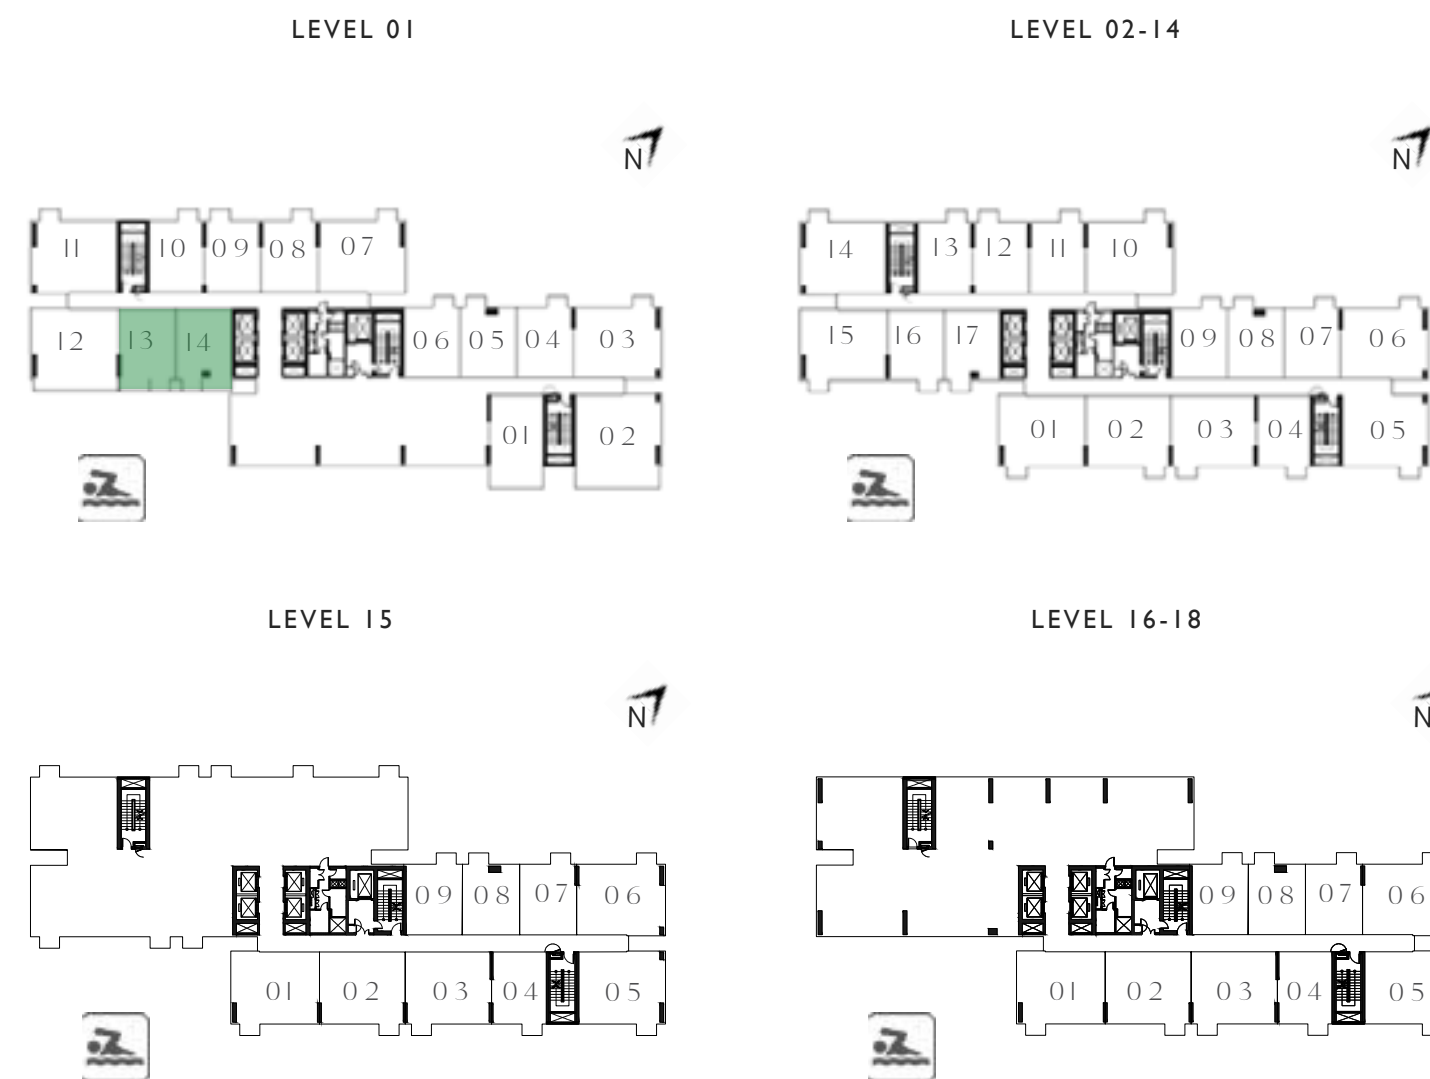 LEVEL 01
LEVEL 02-14
N
N
11 10 09 08 07
14 13 12 11 10
12 13 14 06 05 04 03
15 16 17 09 08 07 06
01 02
01 02 03 04 05
LEVEL 15
LEVEL 16-18
N
N
09 08 07 06
09 08 07 06
01 02 03 04 05
01 02 03 04 05